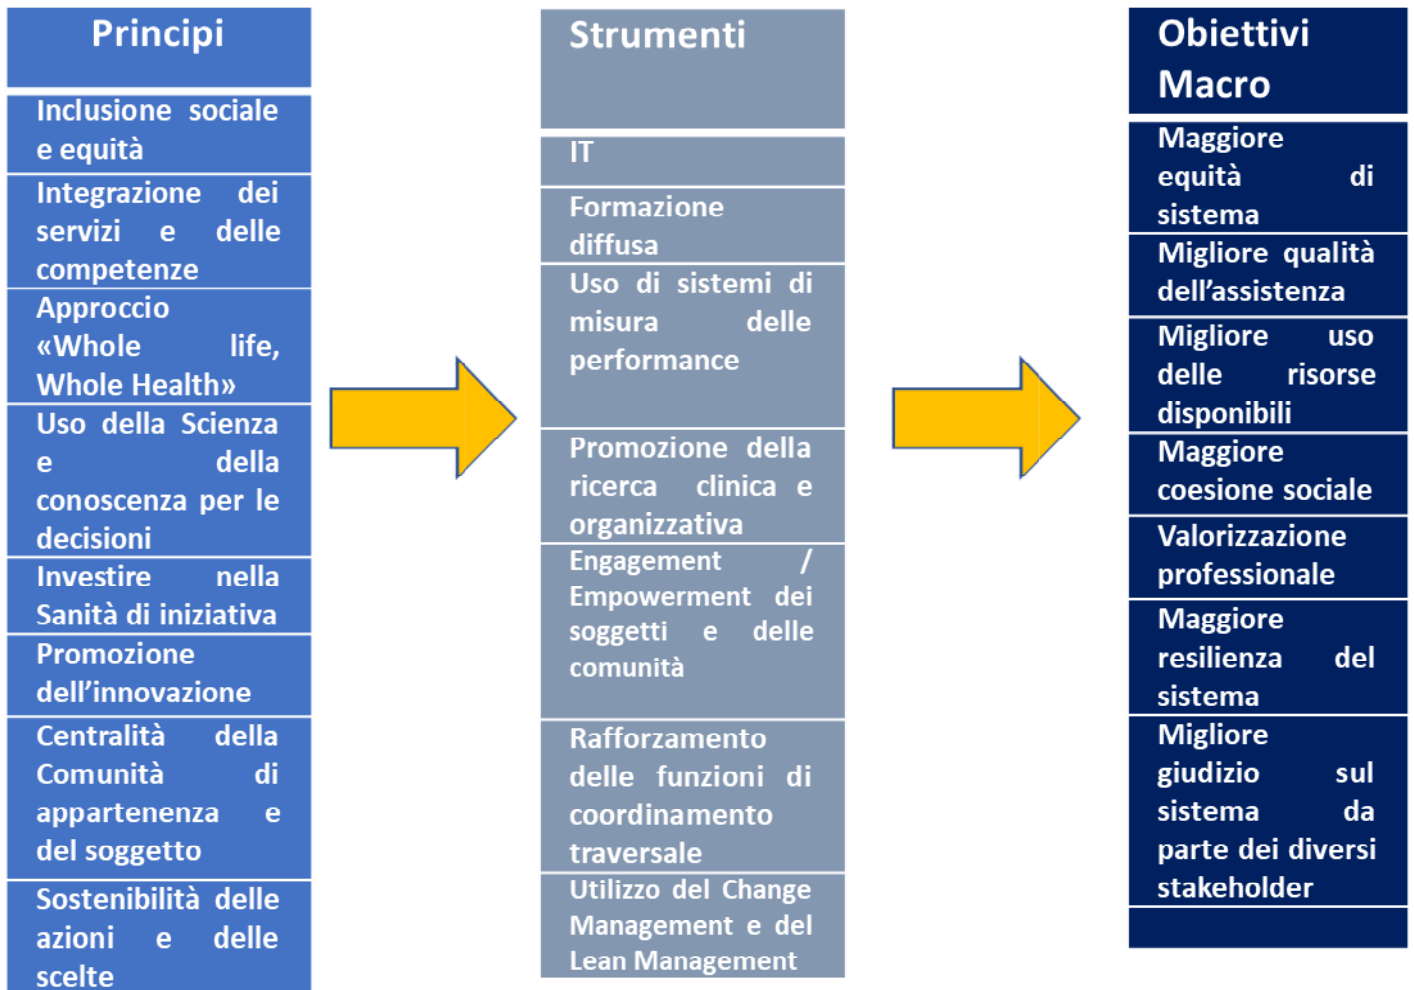 Principi
Inclusione sociale
e equità
Integrazione dei
servizi e delle
competenze
Approccio
«Whole life,
Whole Health»
Uso della Scienza
e della
conoscenza per le
decisioni
Investire nella
Sanità di iniziativa
Promozione
dell’innovazione
Centralità della
Comunità di
appartenenza e
del soggetto
Sostenibilità delle
azioni e delle
scelte
Strumenti
IT
Formazione
diffusa
Uso di sistemi di
misura delle
performance
Promozione della
ricerca clinica e
organizzativa
Engagement /
Empowerment dei
soggetti e delle
comunità
Rafforzamento
delle funzioni di
coordinamento
traversale
Utilizzo del Change
Management e del
Lean Management
Obiettivi
Macro
Maggiore
equità di
sistema
Migliore qualità
dell’assistenza
Migliore uso
delle risorse
disponibili
Maggiore
coesione sociale
Valorizzazione
professionale
Maggiore
resilienza del
sistema
Migliore
giudizio sul
sistema da
parte dei diversi
stakeholder